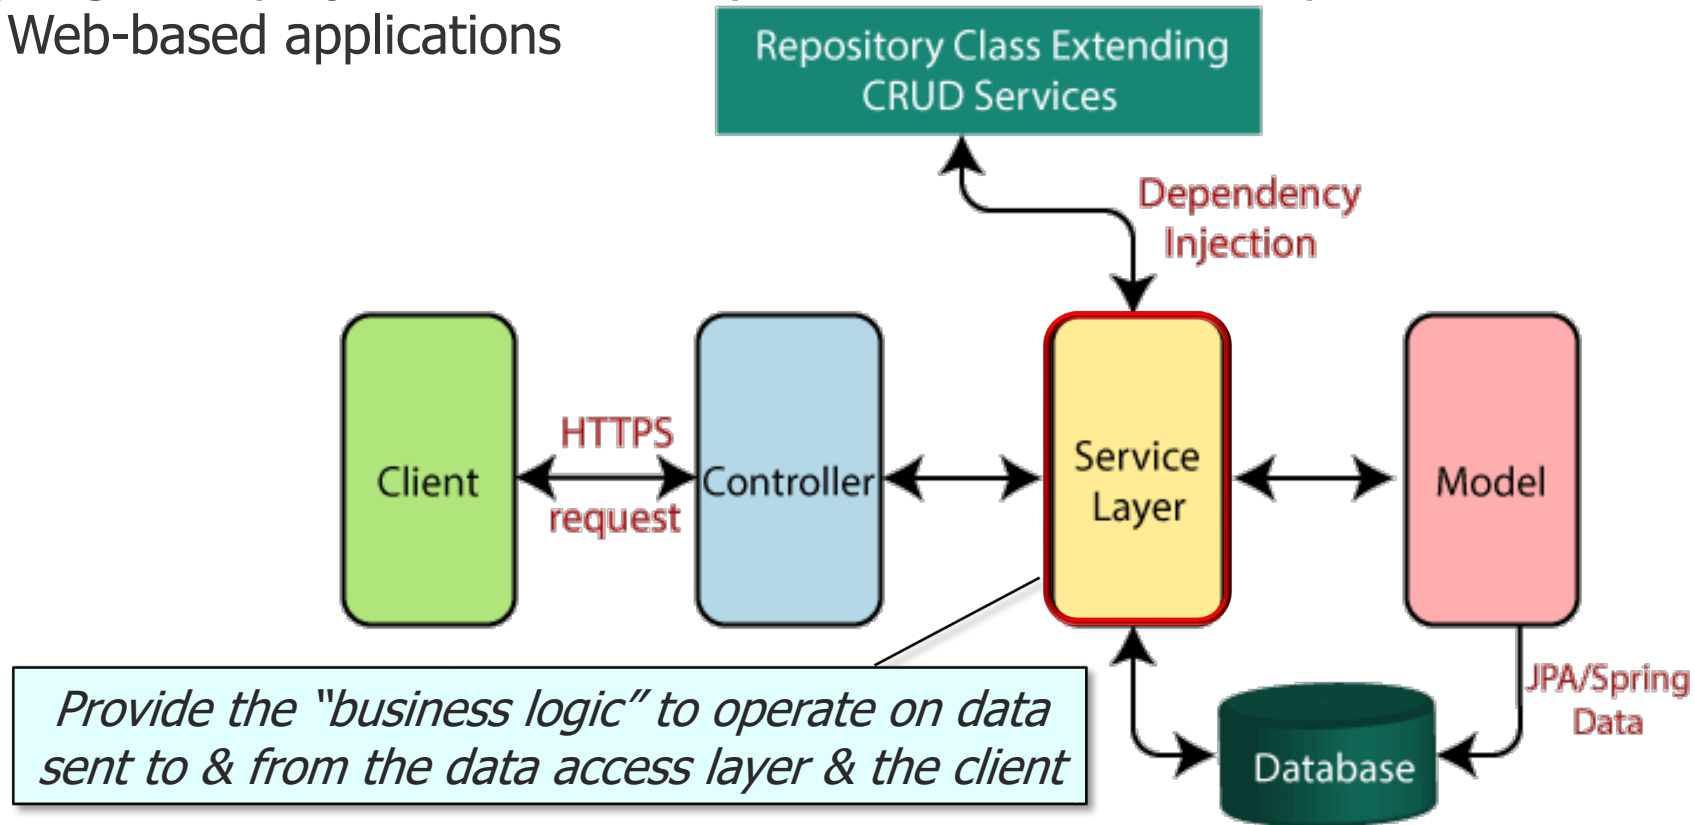 Web-based applications
Repository Class Extending
CRUD Services
Dependency
Injection
HTTPS
request
Client
Controller
Service
Layer
Model
JPA/Spring
Data
Database
Provide the “business logic” to operate on data
sent to & from the data access layer & the client